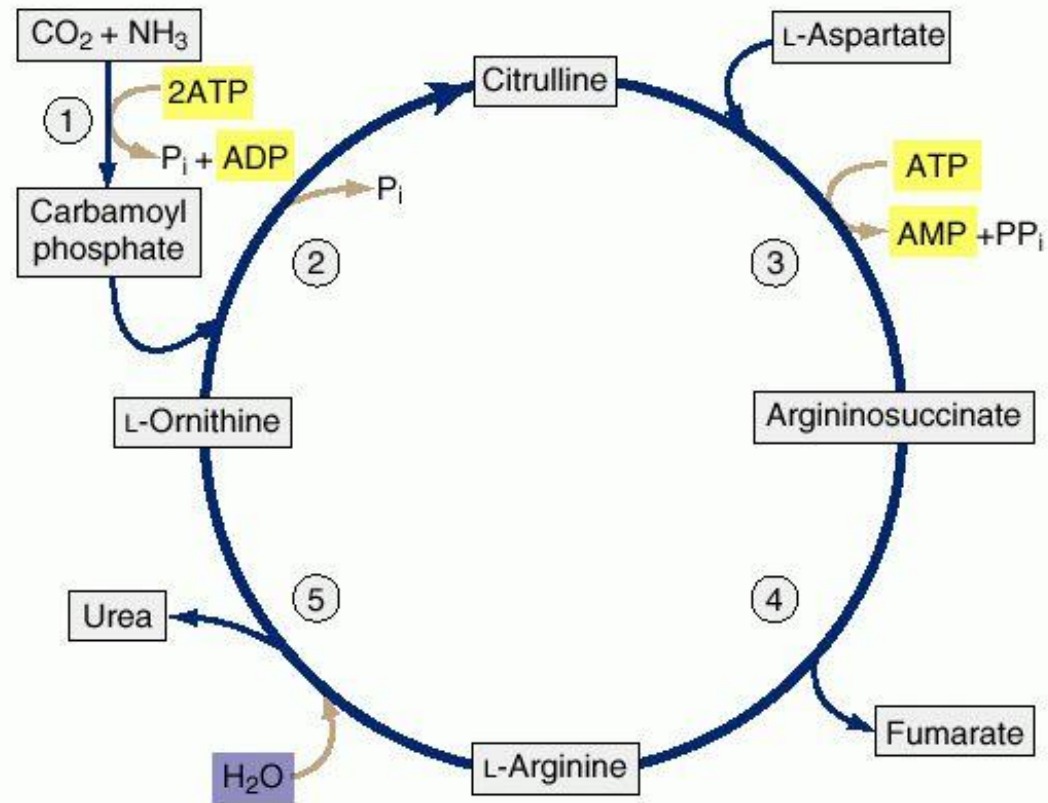 CO₂ + NH₃
2ATP
1
Pᵢ + ADP
Carbamoyl
phosphate
Citrulline
L-Aspartate
Pᵢ
2
ATP
AMP +PPᵢ
3
L-Ornithine
Argininosuccinate
Urea
5
4
H₂O
L-Arginine
Fumarate